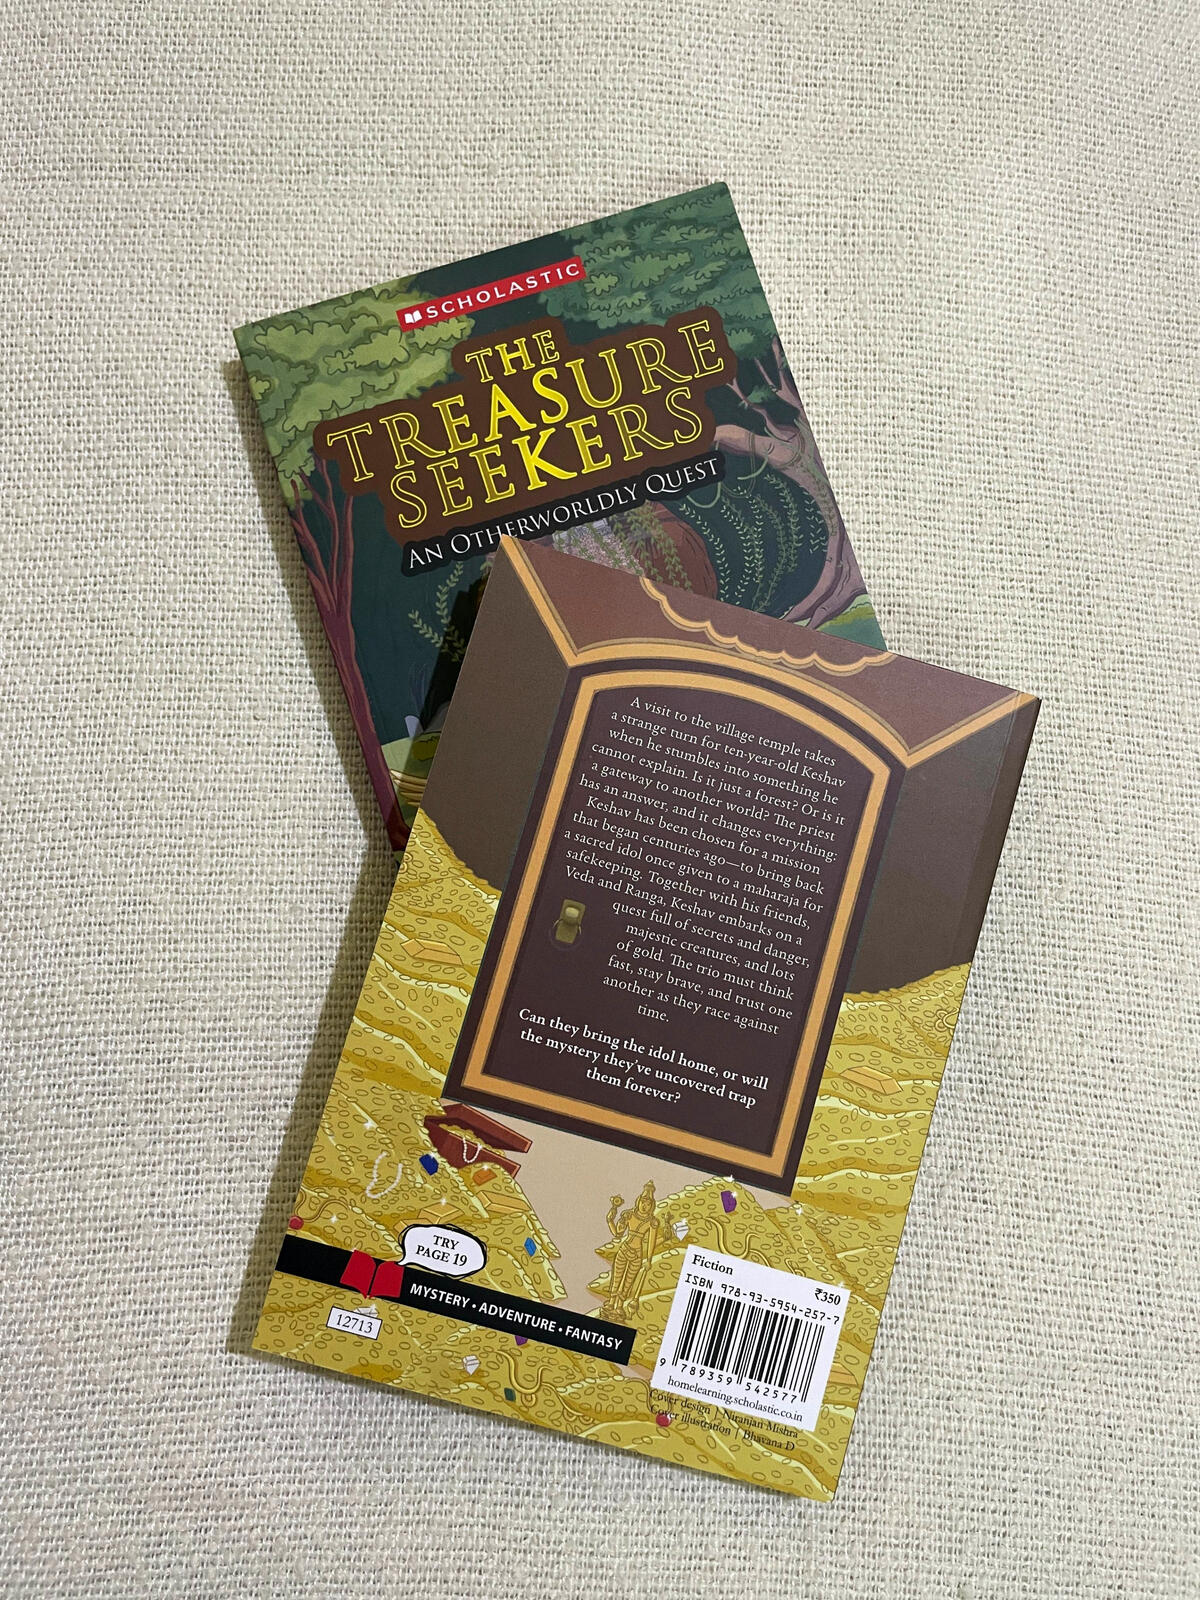 SCHOLASTIC
THE
TREASURE
SEEKERS
AN OTHERWORLDLY QUEST
A visit to the village temple takes
a strange turn for ten-year-old Keshav
when he stumbles into something he
cannot explain. Is it just a forest? Or is it
a gateway to another world? The priest
has an answer, and it changes everything:
Keshav has been chosen for a mission
that began centuries ago—to bring back
a sacred idol once given to a maharaja for
safekeeping. Together with his friends,
Veda and Ranga, Keshav embarks on a
quest full of secrets and danger,
majestic creatures, and lots
of gold. The trio must think
fast, stay brave, and trust one
another as they race against
time.
Can they bring the idol home, or will
the mystery they've uncovered trap
them forever?
TRY
PAGE 19
MYSTERY • ADVENTURE • FANTASY
12713
Fiction
₹350
ISBN 978-93-5954-257-7
9 789359 542577
homelearning.scholastic.co.in
Cover design | Niranjan Mishra
Cover illustration | Bhavana D